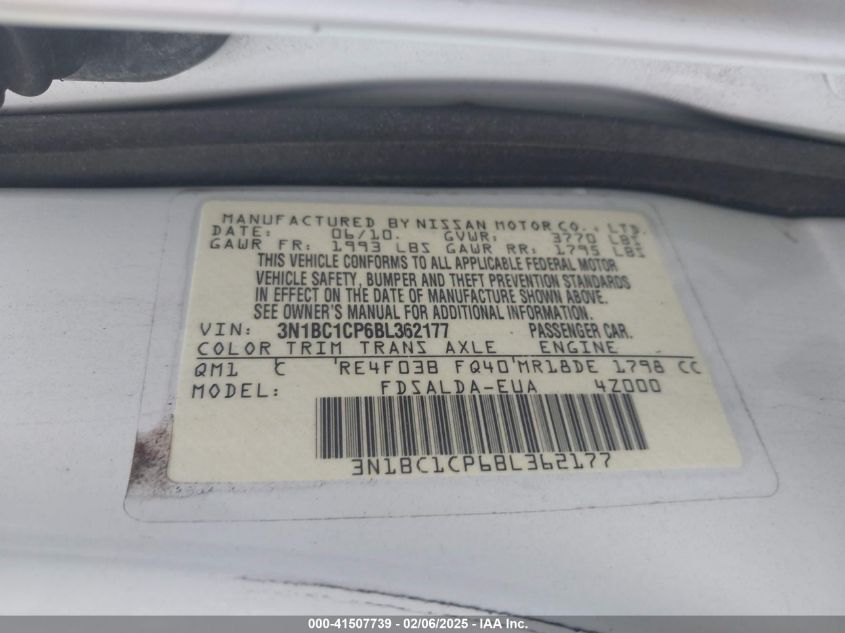 MANUFACTURED BY NISSAN MOTOR CO., LTD.
DATE: 06/10. GVWR: 3770 LBS
GAWR FR: 1993 LBS GAWR RR: 1795 LBS
THIS VEHICLE CONFORMS TO ALL APPLICABLE FEDERAL MOTOR
VEHICLE SAFETY, BUMPER AND THEFT PREVENTION STANDARDS
IN EFFECT ON THE DATE OF MANUFACTURE SHOWN ABOVE.
SEE OWNER'S MANUAL FOR ADDITIONAL INFORMATION
VIN: 3N1BC1CP6BL362177 PASSENGER CAR.
COLOR TRIM TRANS AXLE ENGINE
QM1 C RE4F03B FQ40 MR18DE 1798 CC
MODEL: FDSALDA-EUA 4Z000
3N1BC1CP6BL362177
000-41507739 - 02/06/2025 - IAA Inc.